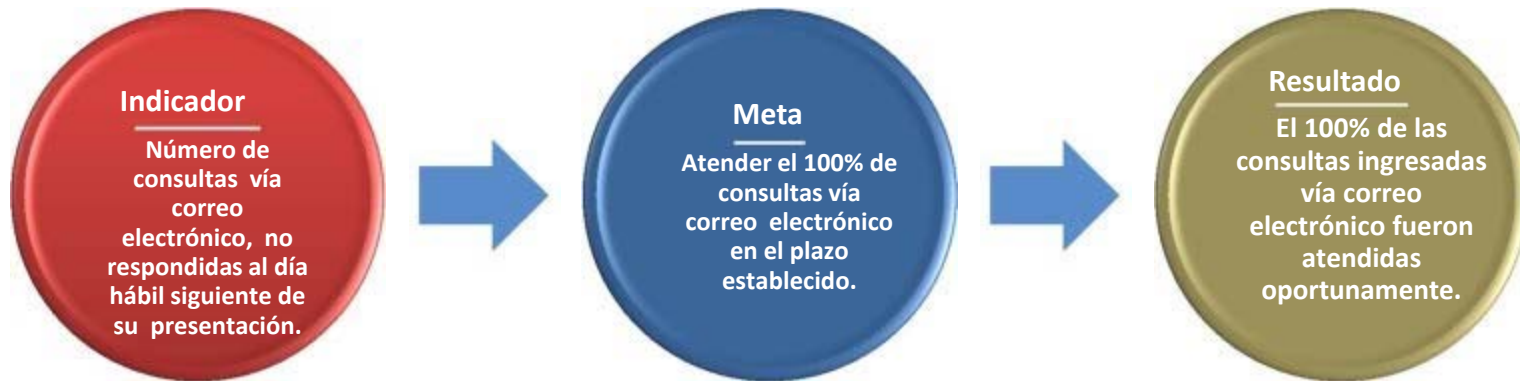 Indicador
Número de
consultas vía
correo
electrónico, no
respondidas al día
hábil siguiente de
su presentación.
Meta
Atender el 100% de
consultas vía
correo electrónico
en el plazo
establecido.
Resultado
El 100% de las
consultas ingresadas
vía correo
electrónico fueron
atendidas
oportunamente.